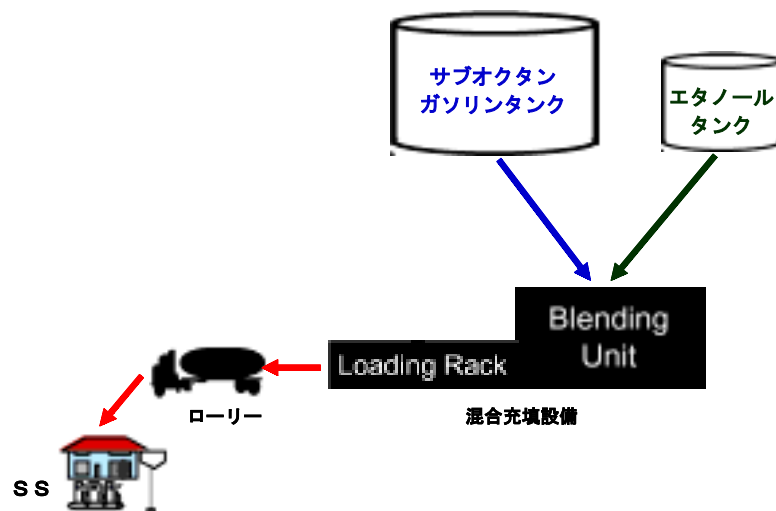 サブオクタン
ガソリンタンク
エタノール
タンク
Blending
Unit
Loading Rack
ローリー
混合充填設備
ＳＳ